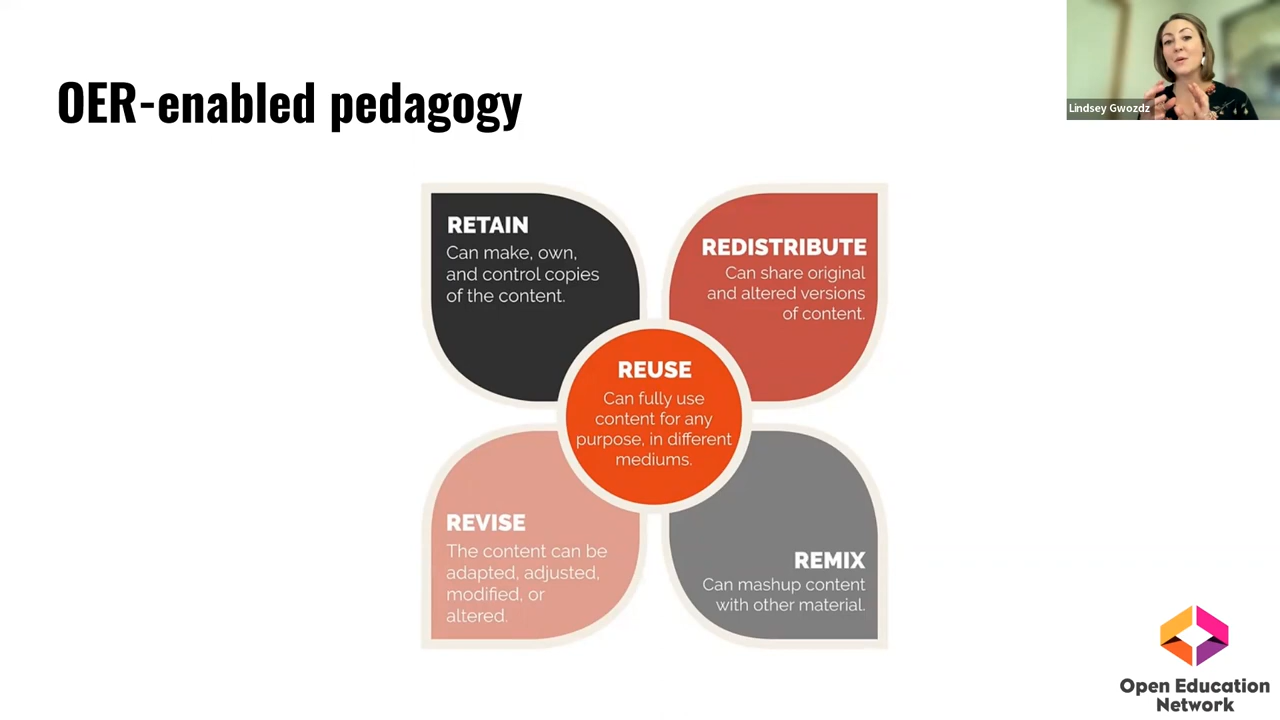 OER-enabled pedagogy
Lindsey Gwozdz
RETAIN
Can make, own,
and control copies
of the content.
REDISTRIBUTE
Can share original
and altered versions
of content.
REUSE
Can fully use
content for any
purpose, in different
mediums.
REVISE
The content can be
adapted, adjusted,
modified, or
altered.
REMIX
Can mashup content
with other material.
Open Education
Network